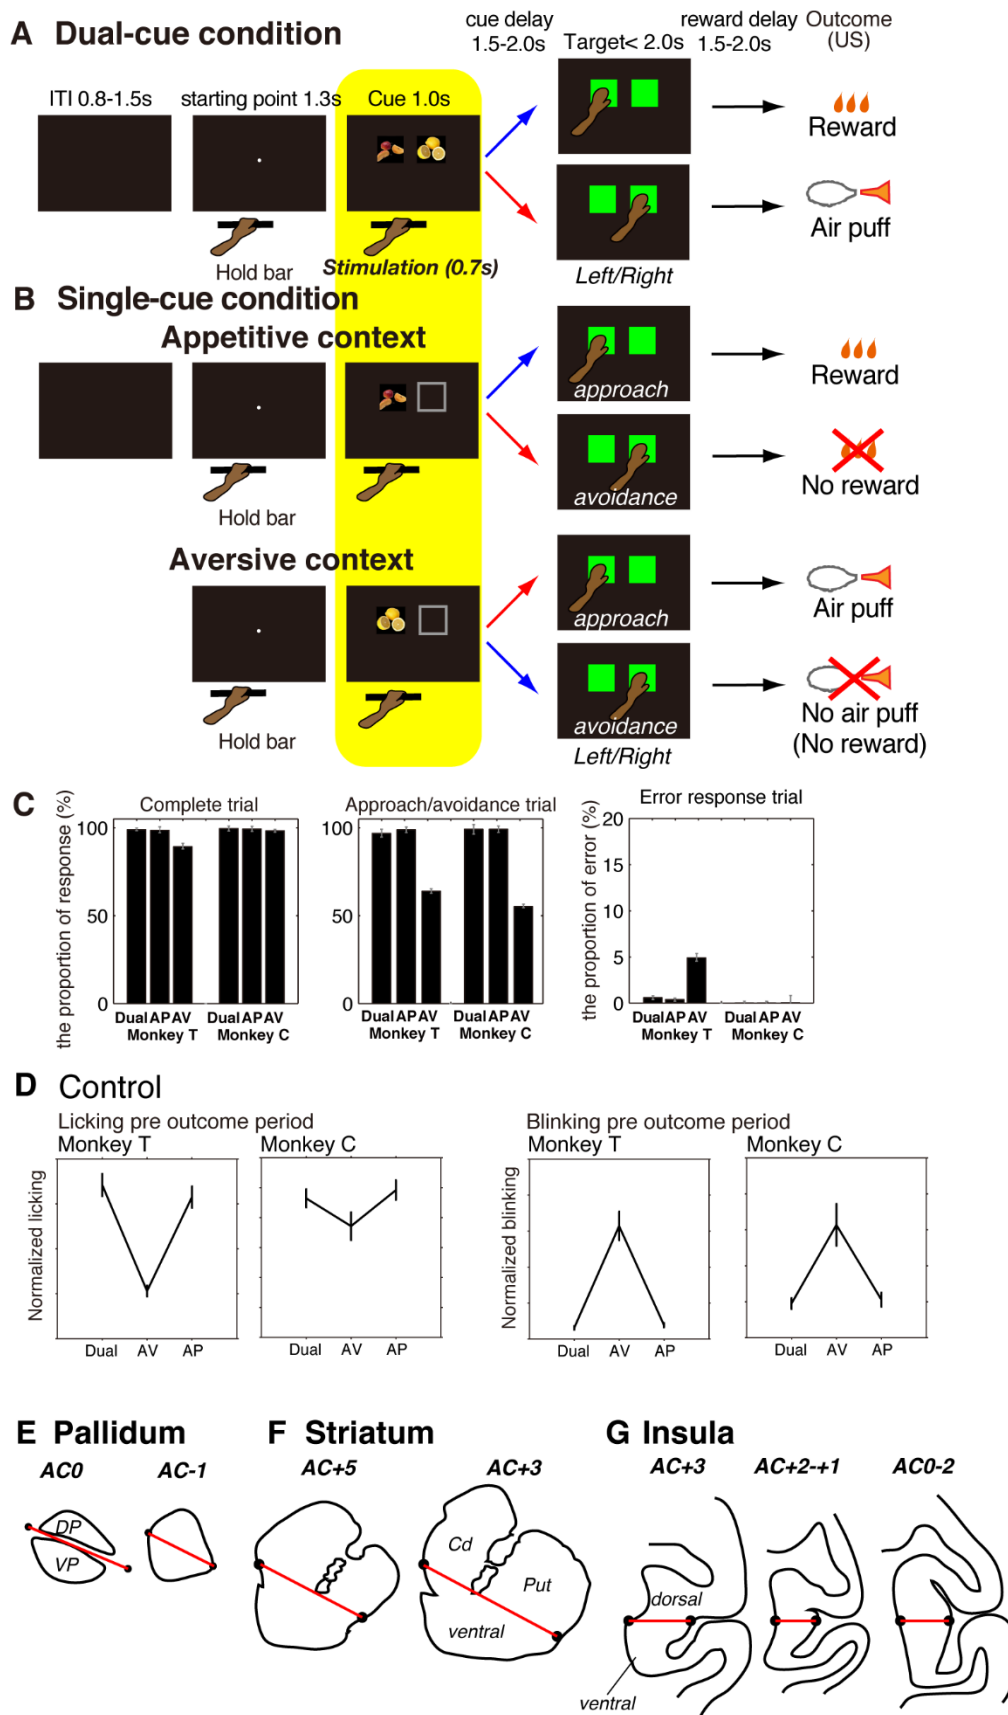 A Dual-cue condition
cue delay
1.5-2.0s
Target< 2.0s
reward delay
1.5-2.0s
Outcome
(US)
ITI 0.8-1.5s
starting point 1.3s
Cue 1.0s
Reward
Air puff
Hold bar
Stimulation (0.7s)
Left/Right
B Single-cue condition
Appetitive context
approach
Reward
avoidance
No reward
Hold bar
Aversive context
approach
Air puff
avoidance
No air puff
(No reward)
Hold bar
Left/Right
C
Complete trial
Approach/avoidance trial
Error response trial
the proportion of response (%)
100
50
0
Dual AP AV
Monkey T
Dual AP AV
Monkey C
100
50
0
Dual AP AV
Monkey T
Dual AP AV
Monkey C
the proportion of error (%)
20
15
10
5
0
Dual AP AV
Monkey T
Dual AP AV
Monkey C
D Control
Licking pre outcome period
Monkey T
Monkey C
Normalized licking
Dual AV AP
Dual AV AP
Blinking pre outcome period
Monkey T
Monkey C
Normalized blinking
Dual AV AP
Dual AV AP
E Pallidum
AC0
AC-1
DP
VP
F Striatum
AC+5
AC+3
Cd
Put
ventral
G Insula
AC+3
AC+2-+1
AC0-2
dorsal
ventral